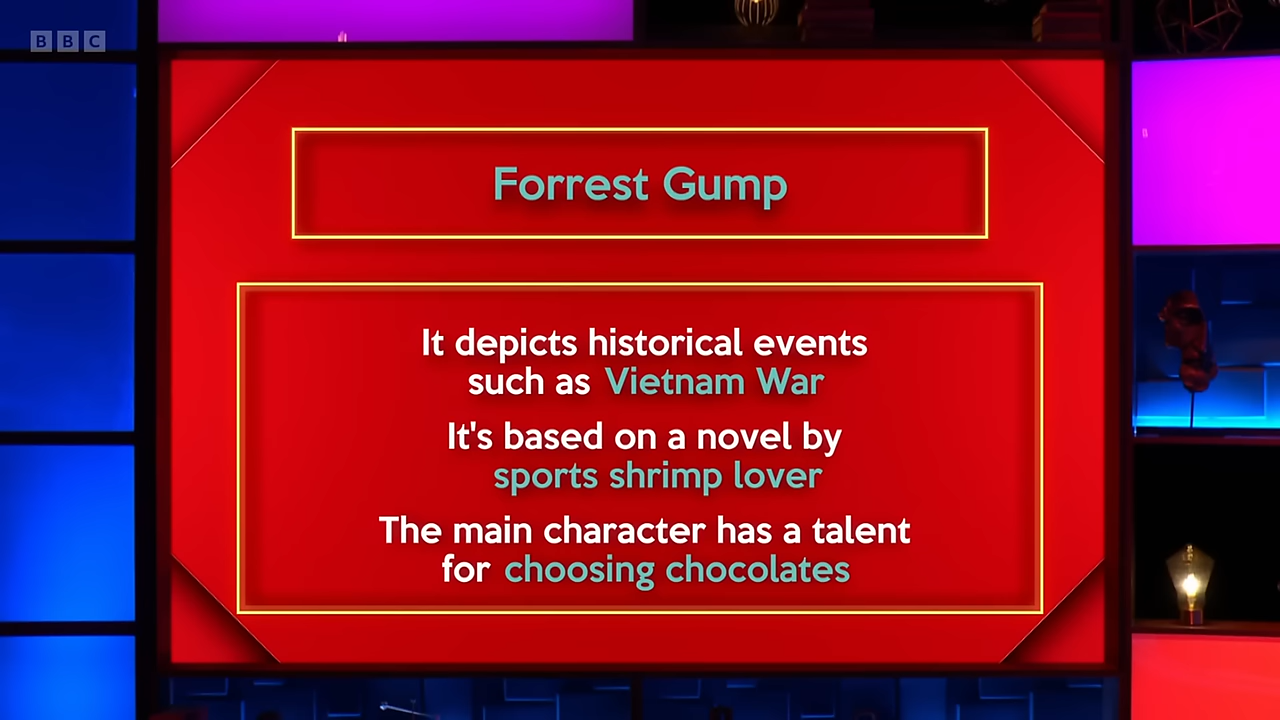 BBC
Forrest Gump
It depicts historical events
such as Vietnam War
It's based on a novel by
sports shrimp lover
The main character has a talent
for choosing chocolates